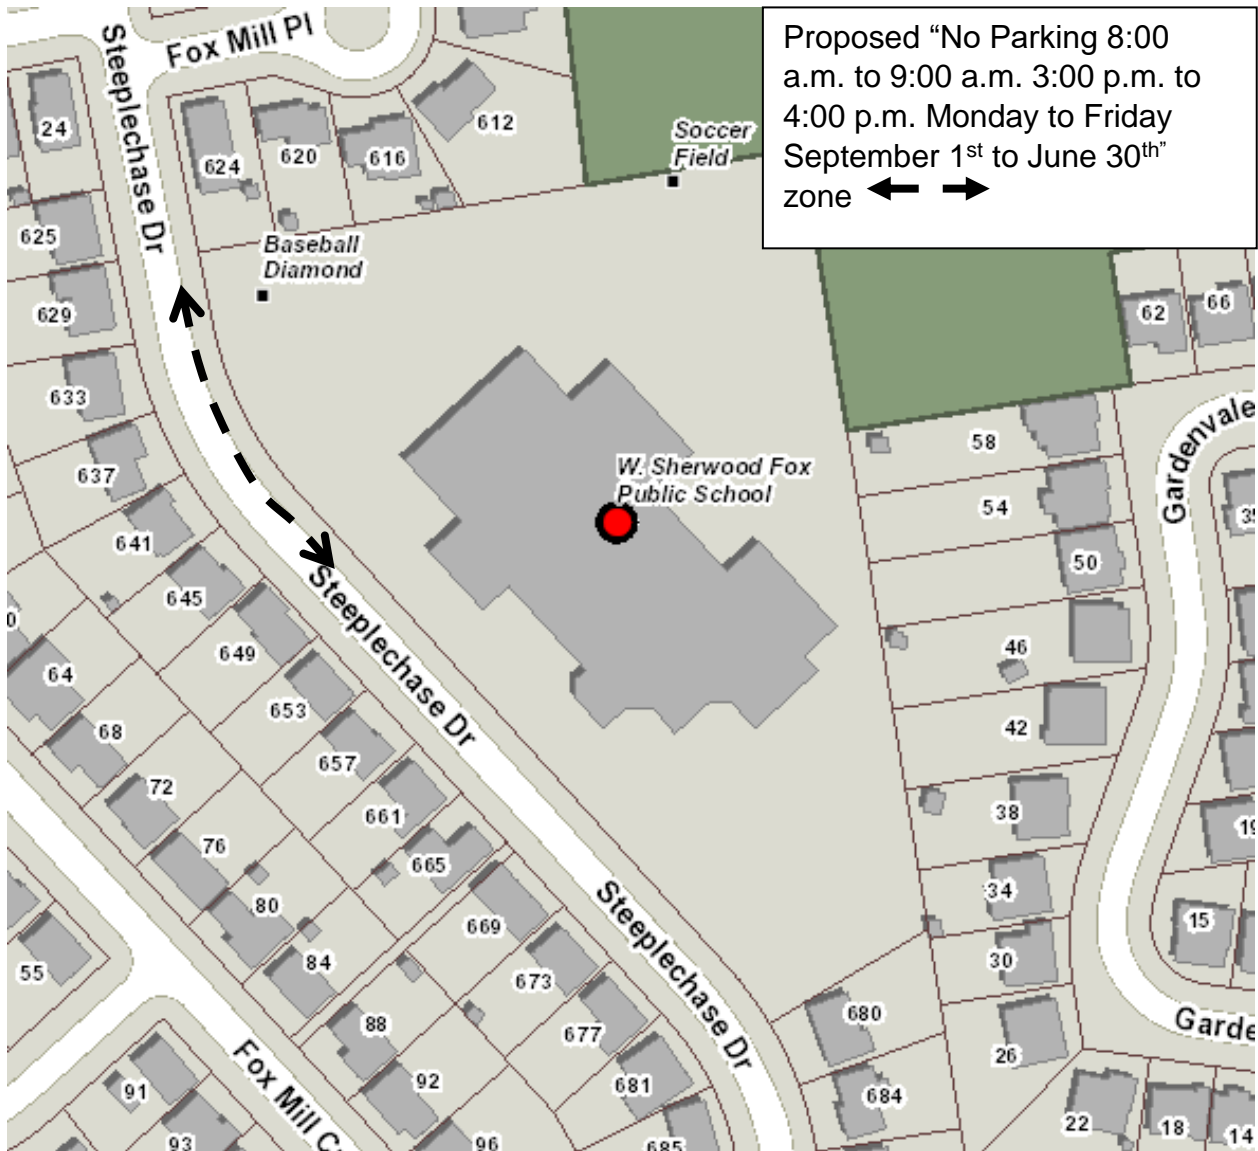 Proposed “No Parking 8:00
a.m. to 9:00 a.m. 3:00 p.m. to
4:00 p.m. Monday to Friday
September 1st to June 30th”
zone
Fox Mill Pl
Steeplechase Dr
24
624
620
616
612
Soccer
Field
625
Baseball
Diamond
629
62
66
633
58
Gardenvale
637
W. Sherwood Fox
Public School
54
641
50
645
Steeplechase Dr
649
46
64
653
42
68
657
72
661
38
76
665
19
80
669
Steeplechase Dr
34
15
84
55
673
30
88
677
680
Garde
26
92
681
684
91
Fox Mill C
22
18
14
93
96
685